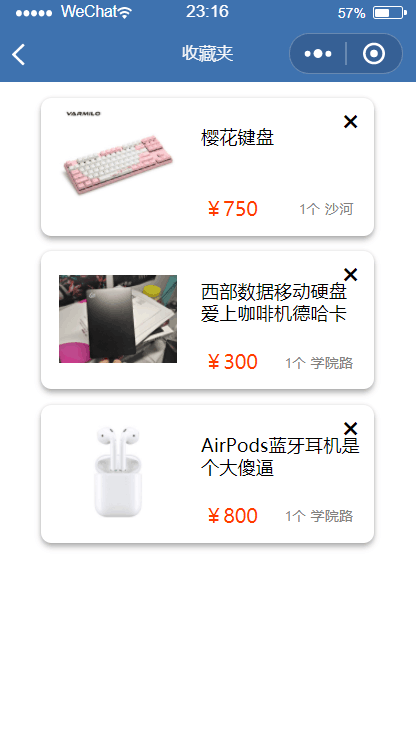 WeChat 23:16 57%
收藏夹
VARMILO
樱花键盘
￥750 1个 沙河
西部数据移动硬盘
爱上咖啡机德哈卡
￥300 1个 学院路
AirPods蓝牙耳机是
个大傻逼
￥800 1个 学院路